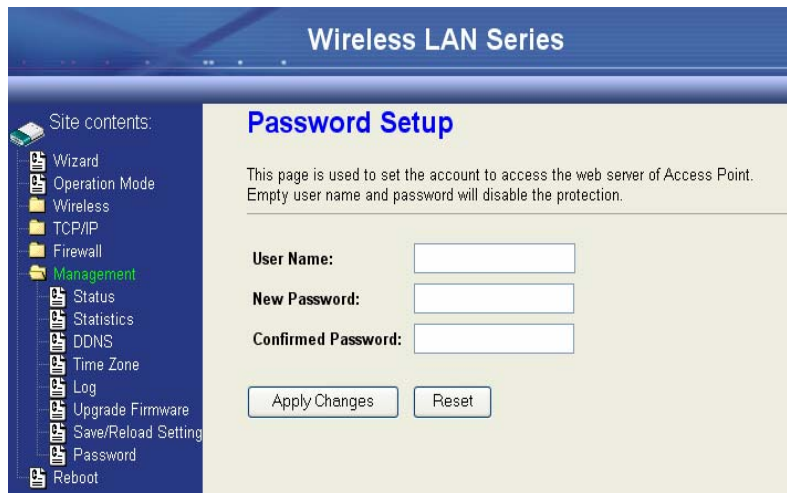 Wireless LAN Series
Site contents:
Wizard
Operation Mode
Wireless
TCP/IP
Firewall
Management
Status
Statistics
DDNS
Time Zone
Log
Upgrade Firmware
Save/Reload Setting
Password
Reboot
Password Setup
This page is used to set the account to access the web server of Access Point.
Empty user name and password will disable the protection.
User Name:
New Password:
Confirmed Password:
Apply Changes
Reset